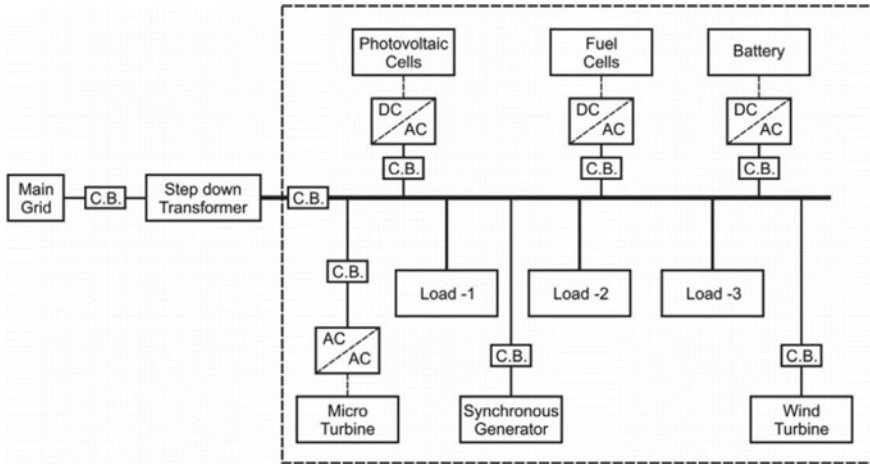 Photovoltaic
Cells
Fuel
Cells
Battery
DC
AC
DC
AC
DC
AC
C.B.
C.B.
C.B.
Main
Grid
C.B.
Step down
Transformer
C.B.
C.B.
Load -1
Load -2
Load -3
AC
AC
C.B.
C.B.
Micro
Turbine
Synchronous
Generator
Wind
Turbine